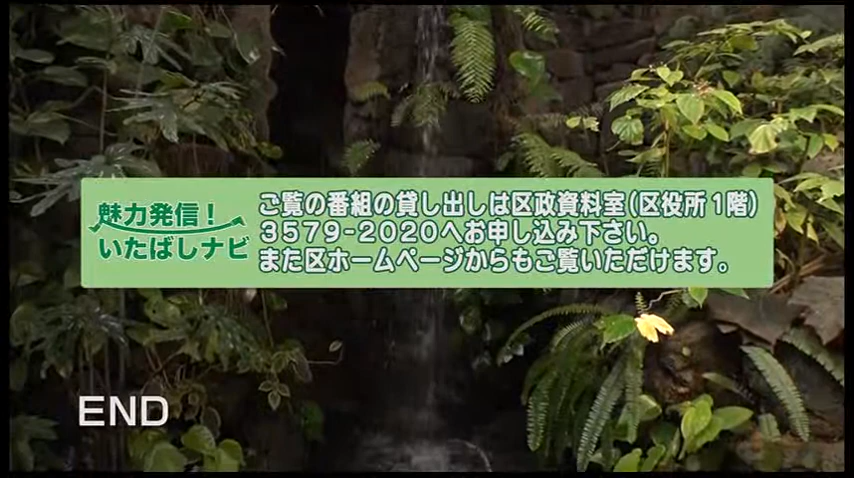 魅力発信！
いたばしナビ
ご覧の番組の貸し出しは区政資料室（区役所1階）
3579-2020へお申し込み下さい。
また区ホームページからもご覧いただけます。
END